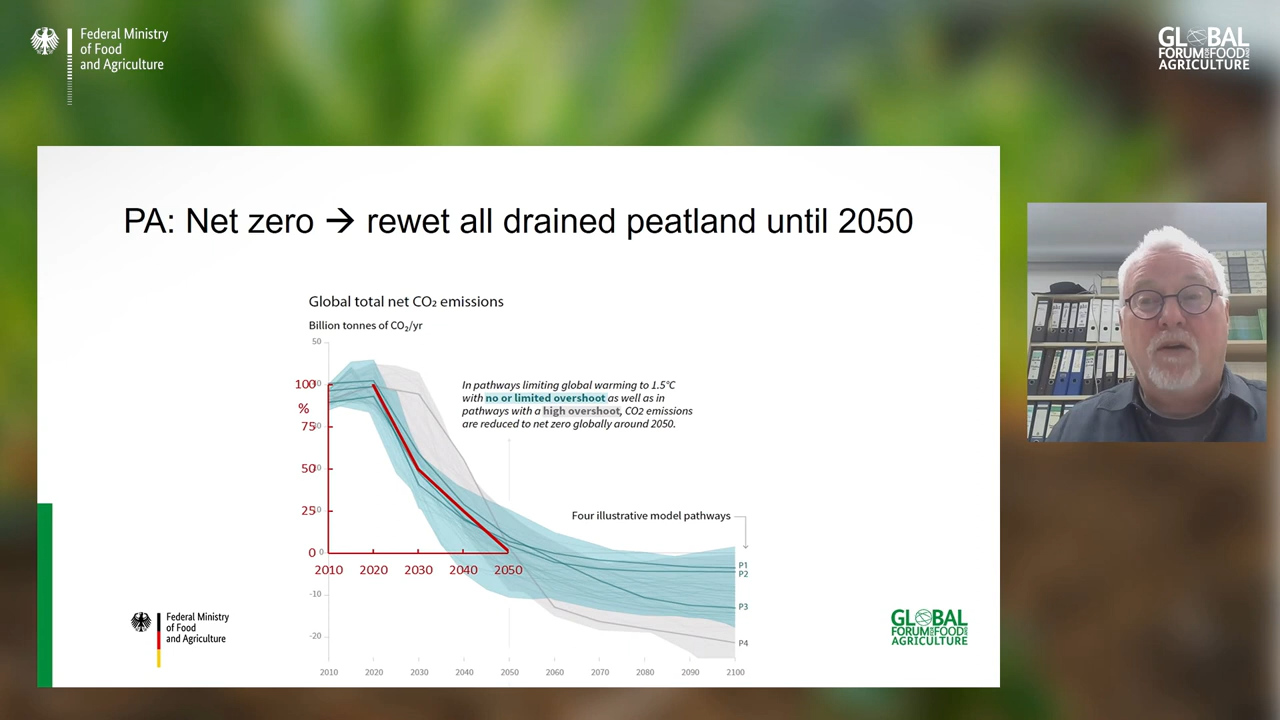 Federal Ministry
of Food
and Agriculture
GLOBAL
FORUM FOR FOOD AND
AGRICULTURE
PA: Net zero → rewet all drained peatland until 2050
Global total net CO₂ emissions
Billion tonnes of CO₂/yr
50
100
%
75
50
25
0 0
2010 2020 2030 2040 2050
-10
-20
In pathways limiting global warming to 1.5°C
with no or limited overshoot as well as in
pathways with a high overshoot, CO2 emissions
are reduced to net zero globally around 2050.
Four illustrative model pathways
P1
P2
P3
P4
2010 2020 2030 2040 2050 2060 2070 2080 2090 2100
Federal Ministry
of Food
and Agriculture
GLOBAL
FORUM FOR FOOD AND
AGRICULTURE